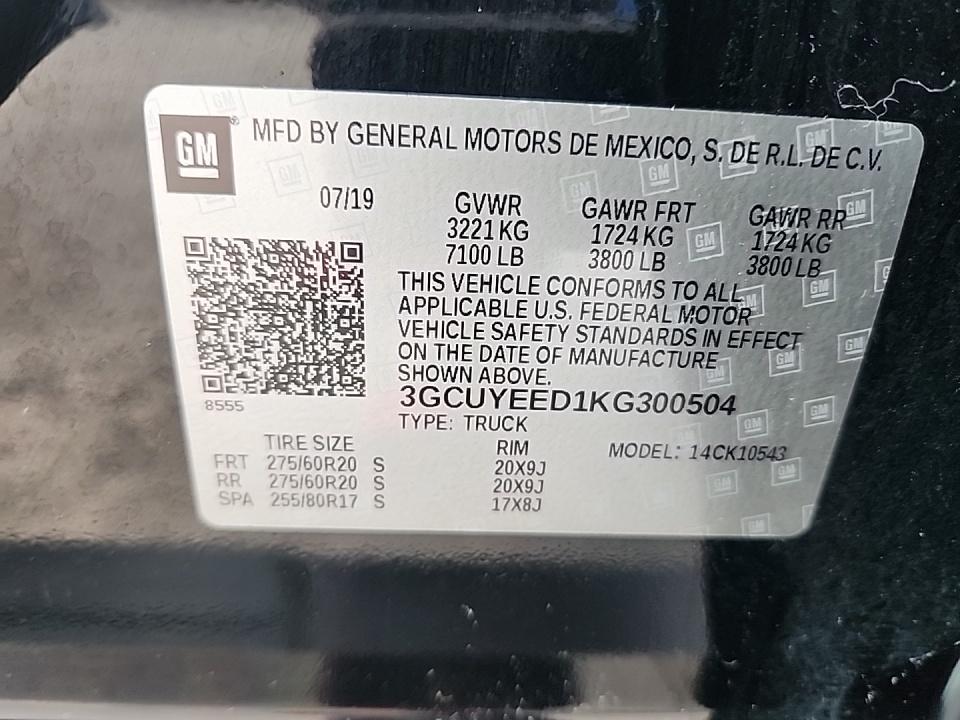 GM® MFD BY GENERAL MOTORS DE MEXICO, S. DE R.L. DE C.V.
07/19
GVWR GAWR FRT GAWR RR
3221 KG 1724 KG 1724 KG
7100 LB 3800 LB 3800 LB
THIS VEHICLE CONFORMS TO ALL
APPLICABLE U.S. FEDERAL MOTOR
VEHICLE SAFETY STANDARDS IN EFFECT
ON THE DATE OF MANUFACTURE
SHOWN ABOVE.
8555
3GCUYEED1KG300504
TYPE: TRUCK
TIRE SIZE RIM MODEL: 14CK10543
FRT 275/60R20 S 20X9J
RR 275/60R20 S 20X9J
SPA 255/80R17 S 17X8J